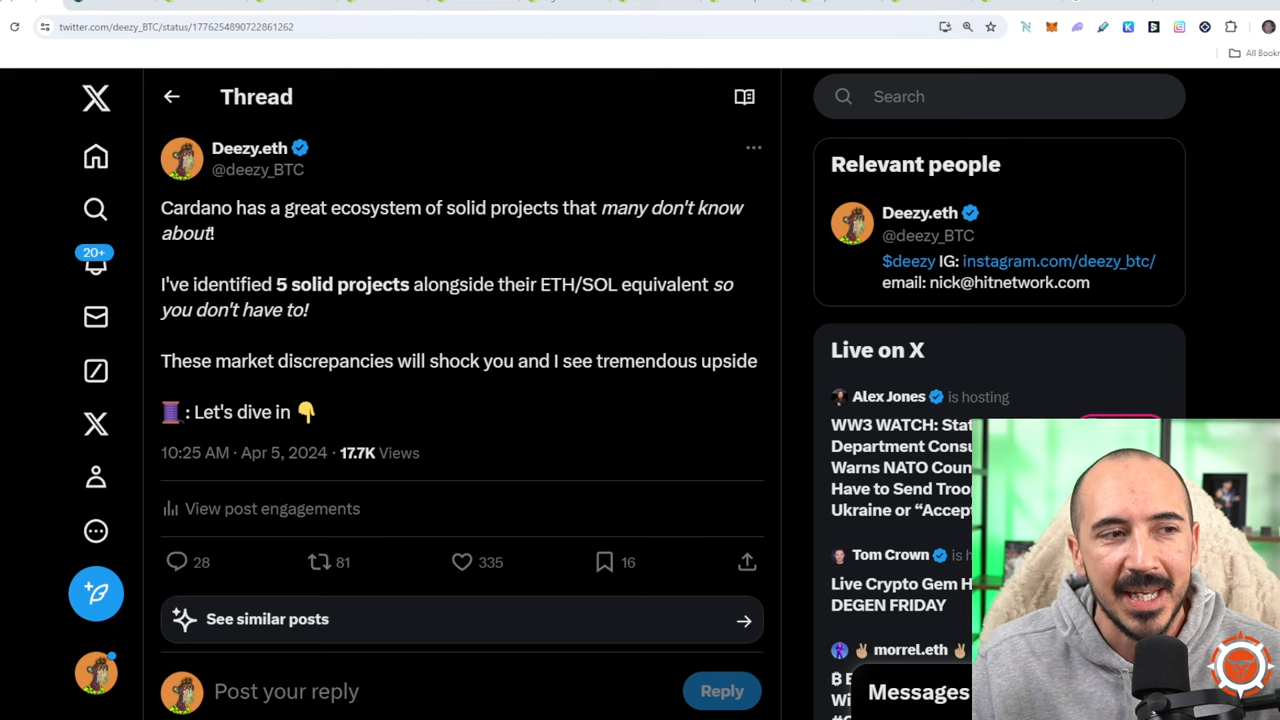 twitter.com/deezy_BTC/status/1776254890722861262
All Bookm
Thread
Search
Deezy.eth
@deezy_BTC
Cardano has a great ecosystem of solid projects that many don't know
about!
I've identified 5 solid projects alongside their ETH/SOL equivalent so
you don't have to!
These market discrepancies will shock you and I see tremendous upside
: Let's dive in
10:25 AM · Apr 5, 2024 · 17.7K Views
View post engagements
28
81
335
16
See similar posts
Post your reply
Reply
20+
Relevant people
Deezy.eth
@deezy_BTC
$deezy IG: instagram.com/deezy_btc/
email: nick@hitnetwork.com
Live on X
Alex Jones is hosting
WW3 WATCH: Stat
Department Consu
Warns NATO Coun
Have to Send Troo
Ukraine or “Accep
Tom Crown is h
Live Crypto Gem H
DEGEN FRIDAY
morrel.eth
Messages